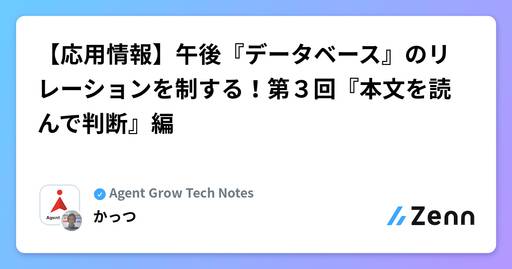 【応用情報】午後『データベース』のリ
レーションを制する！第３回『本文を読
んで判断』編
Agent Grow Tech Notes
かっつ
Zenn